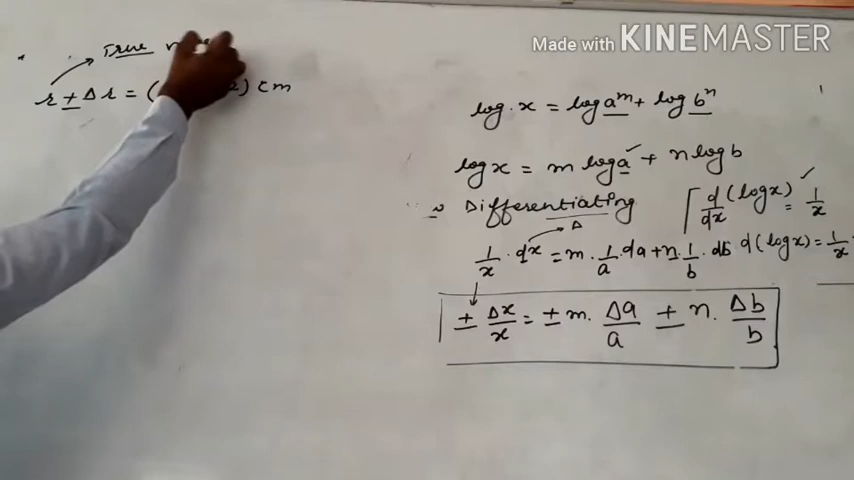 Made with KINEMASTER
True
r ± Δr = ( 2) cm
log x = log a^m + log b^n
log x = m log a ✓ + n log b
∴ Differentiating [ d/dx (log x) = 1/x ✓
Δ
1/x · dx = m · 1/a · da + n · 1/b · db d(log x) = 1/x
± Δx/x = ± m · Δa/a ± n · Δb/b